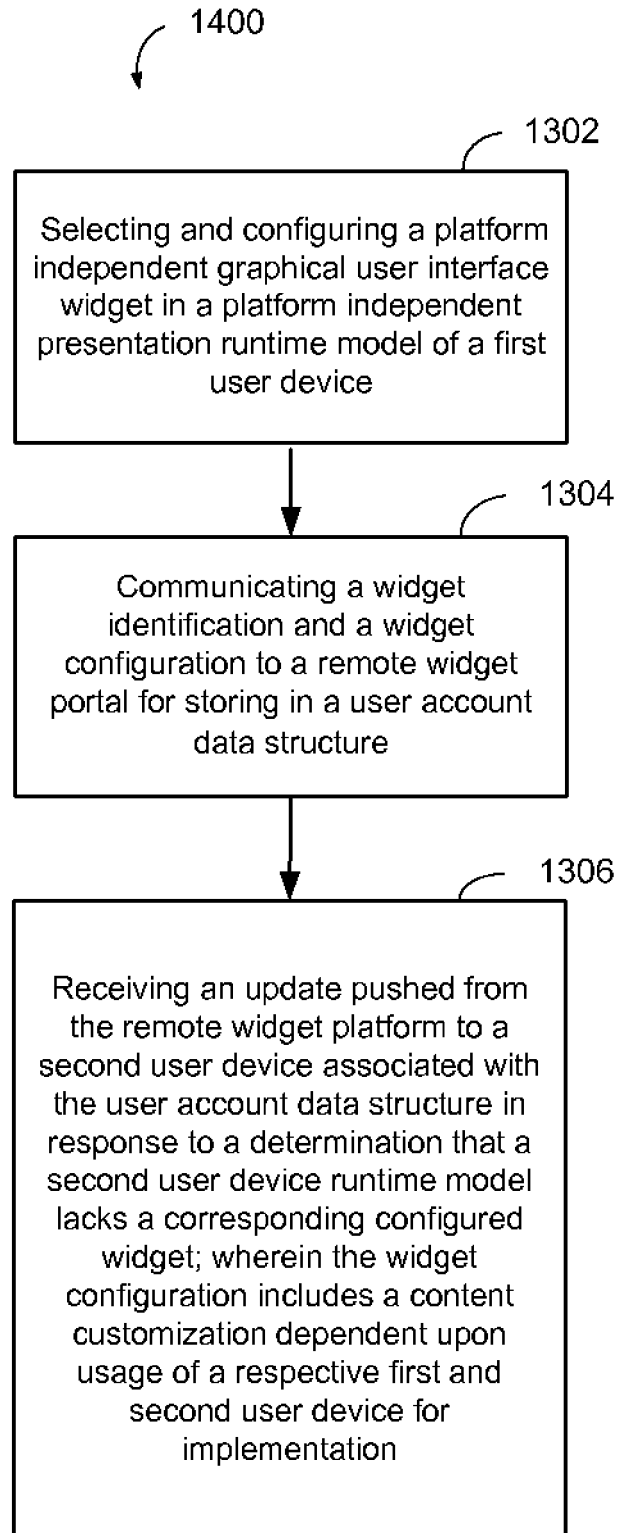 1400
1302
Selecting and configuring a platform
independent graphical user interface
widget in a platform independent
presentation runtime model of a first
user device
1304
Communicating a widget
identification and a widget
configuration to a remote widget
portal for storing in a user account
data structure
1306
Receiving an update pushed from
the remote widget platform to a
second user device associated with
the user account data structure in
response to a determination that a
second user device runtime model
lacks a corresponding configured
widget; wherein the widget
configuration includes a content
customization dependent upon
usage of a respective first and
second user device for
implementation